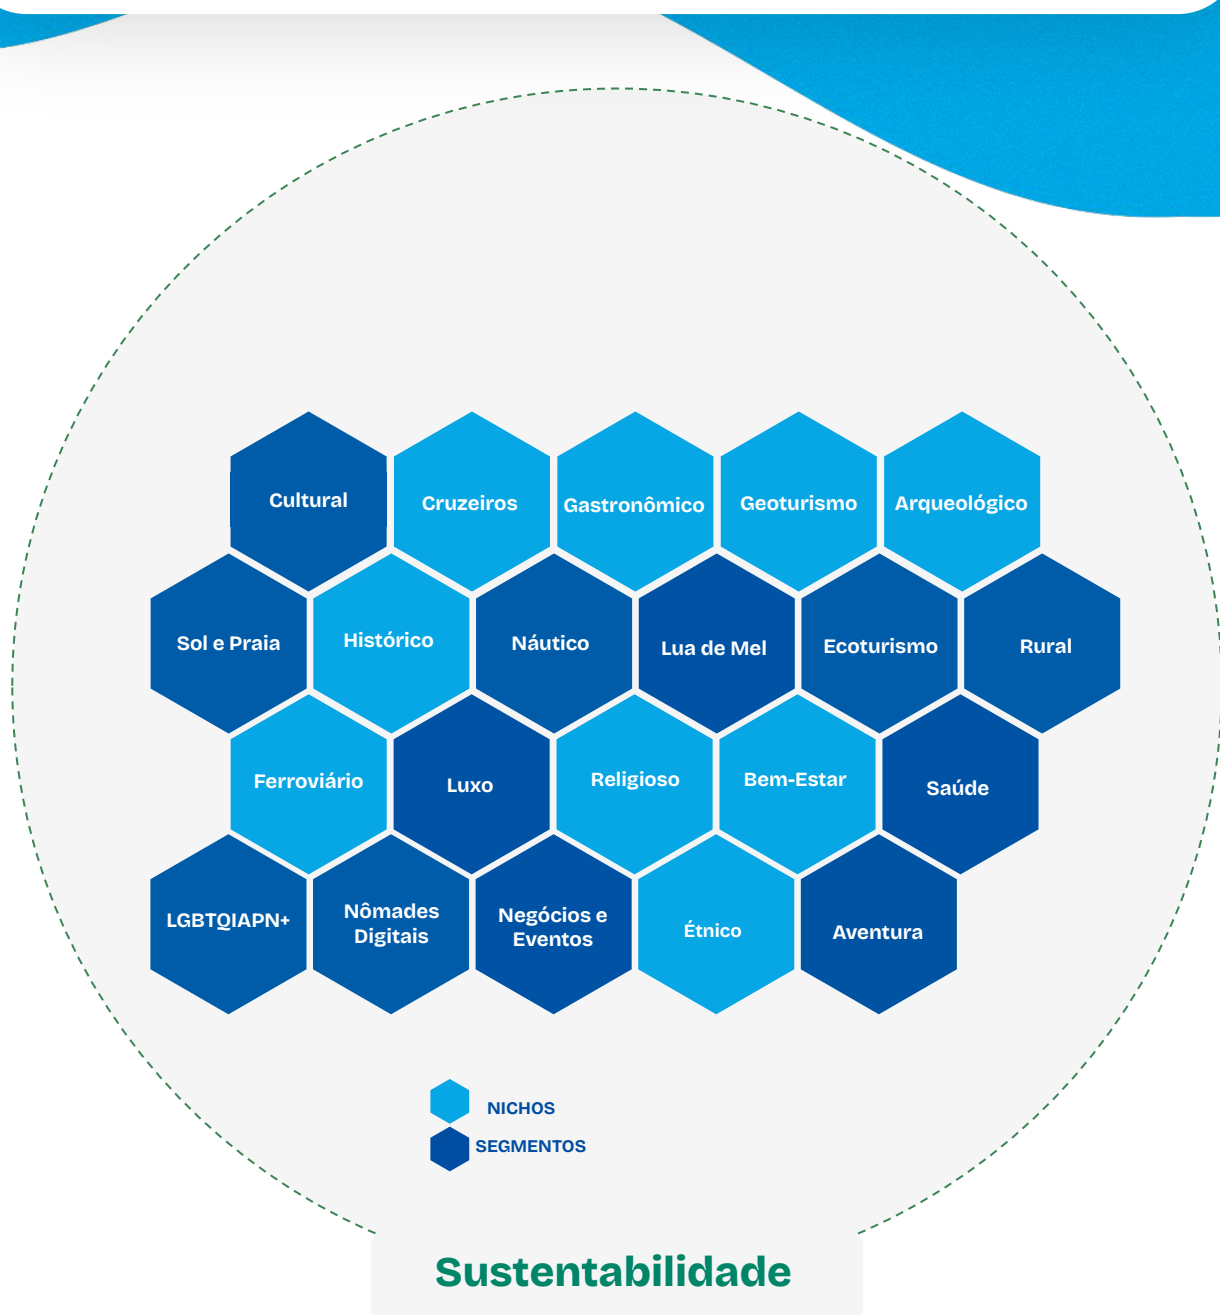 Cultural
Cruzeiros
Gastronômico
Geoturismo
Arqueológico
Sol e Praia
Histórico
Náutico
Lua de Mel
Ecoturismo
Rural
Ferroviário
Luxo
Religioso
Bem-Estar
Saúde
LGBTQIAPN+
Nômades
Digitais
Negócios e
Eventos
Étnico
Aventura
NICHOS
SEGMENTOS
Sustentabilidade